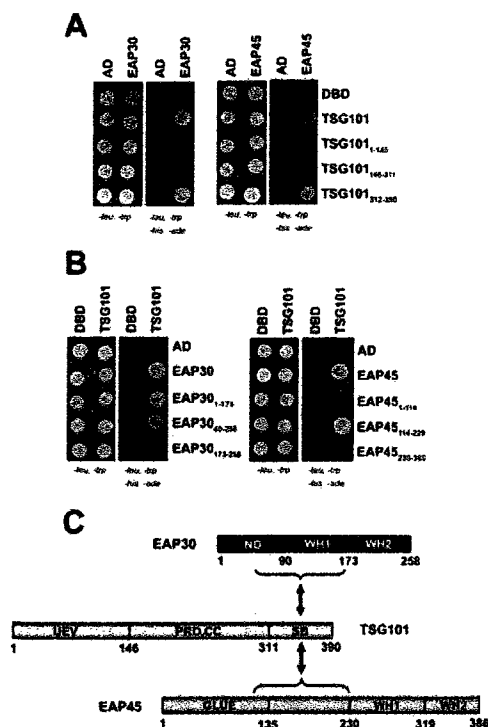 A
AD EAP30 AD EAP30 AD EAP45 AD EAP45
DBD
TSG101
TSG101
TSG101
TSG101
-leu, -trp -leu, -trp -leu, -trp -leu, -trp
-his -ade
B
DBD TSG101 DBD TSG101 DBD TSG101 DBD TSG101
AD AD
EAP30 EAP45
EAP30 1-173 EAP45
EAP30 EAP45
EAP30 EAP45
-leu, -trp -leu, -trp -leu, -trp -leu, -trp
-his -ade -his -ade
C
EAP30 ND WH1 WH2
1 90 173 258
UEV PRD,CC SB TSG101
1 146 311 390
EAP45 GLUE WH1 WH2
1 135 230 319 386